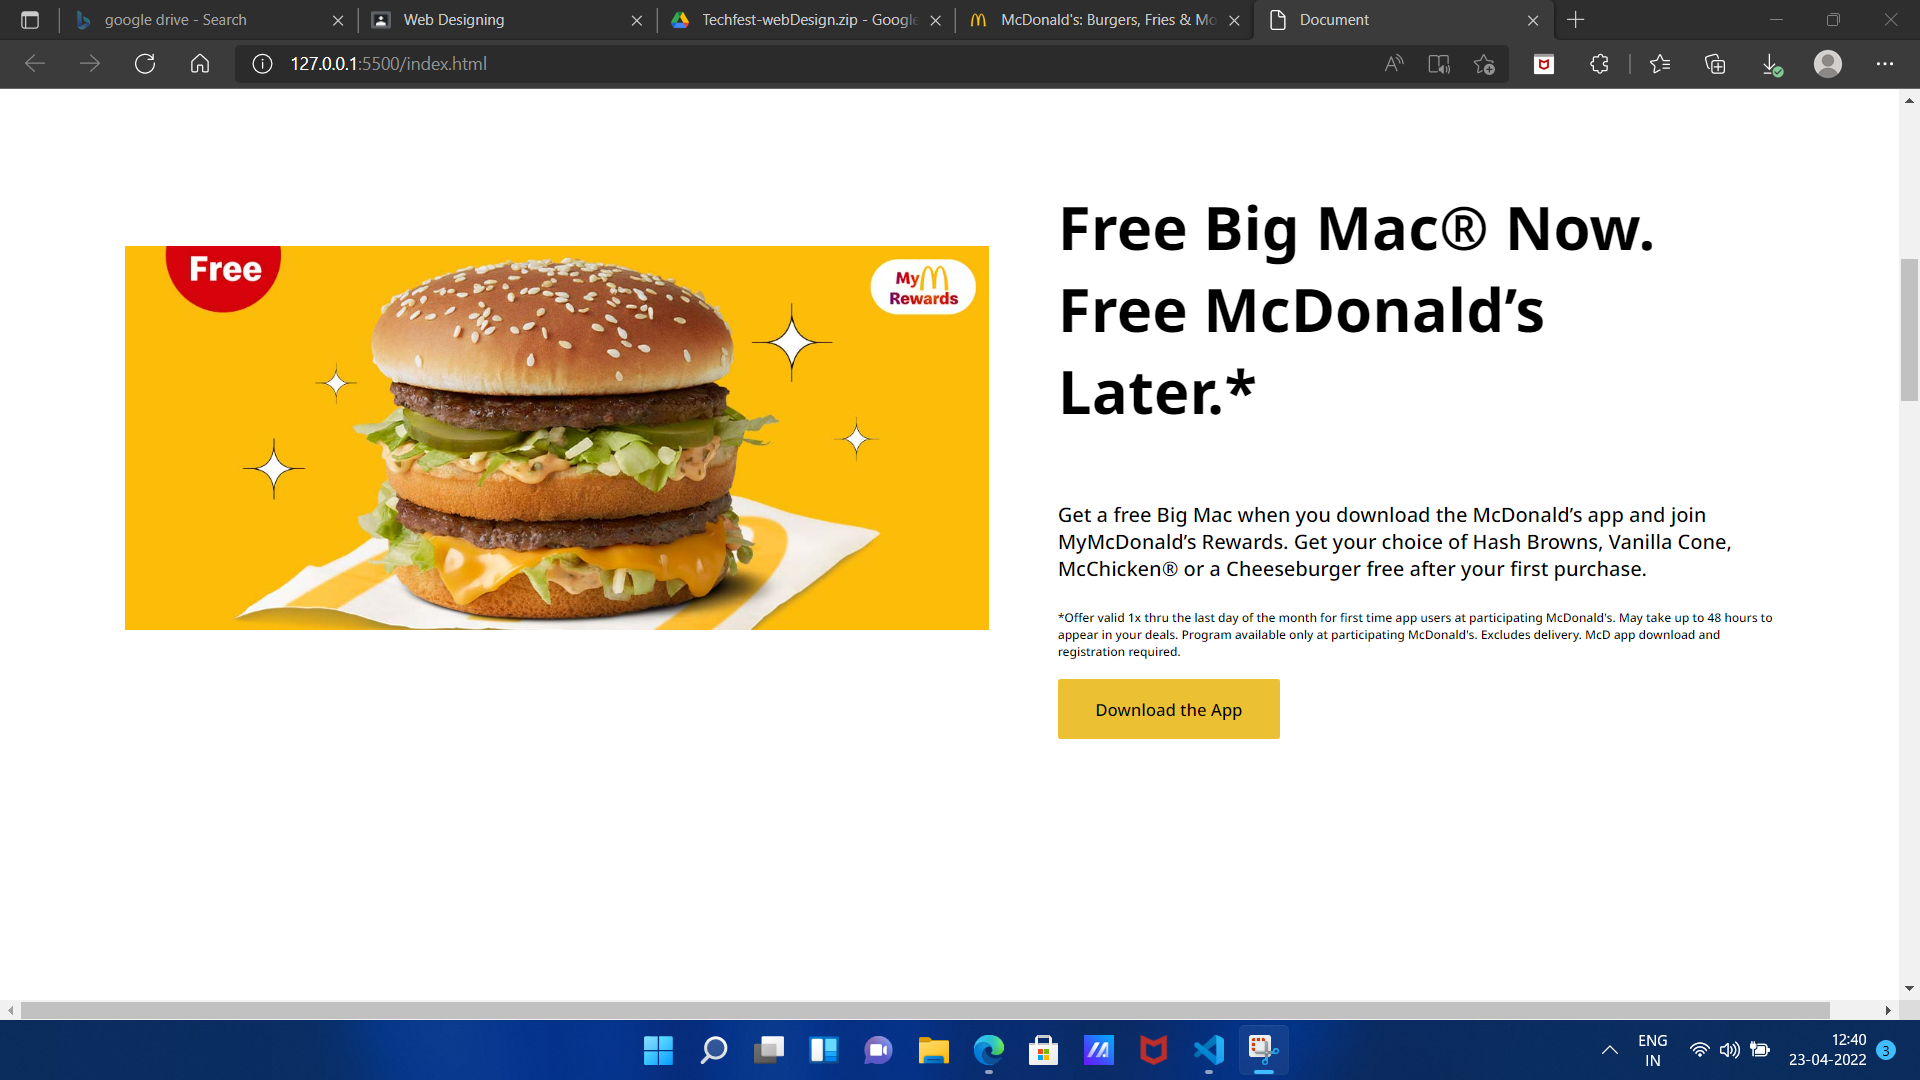 google drive - Search
Web Designing
Techfest-webDesign.zip - Google
McDonald's: Burgers, Fries & Mo
Document
127.0.0.1:5500/index.html
Free
My
Rewards
Free Big Mac® Now.
Free McDonald’s
Later.*
Get a free Big Mac when you download the McDonald’s app and join
MyMcDonald’s Rewards. Get your choice of Hash Browns, Vanilla Cone,
McChicken® or a Cheeseburger free after your first purchase.
*Offer valid 1x thru the last day of the month for first time app users at participating McDonald's. May take up to 48 hours to
appear in your deals. Program available only at participating McDonald's. Excludes delivery. McD app download and
registration required.
Download the App
ENG
IN
12:40
23-04-2022
3